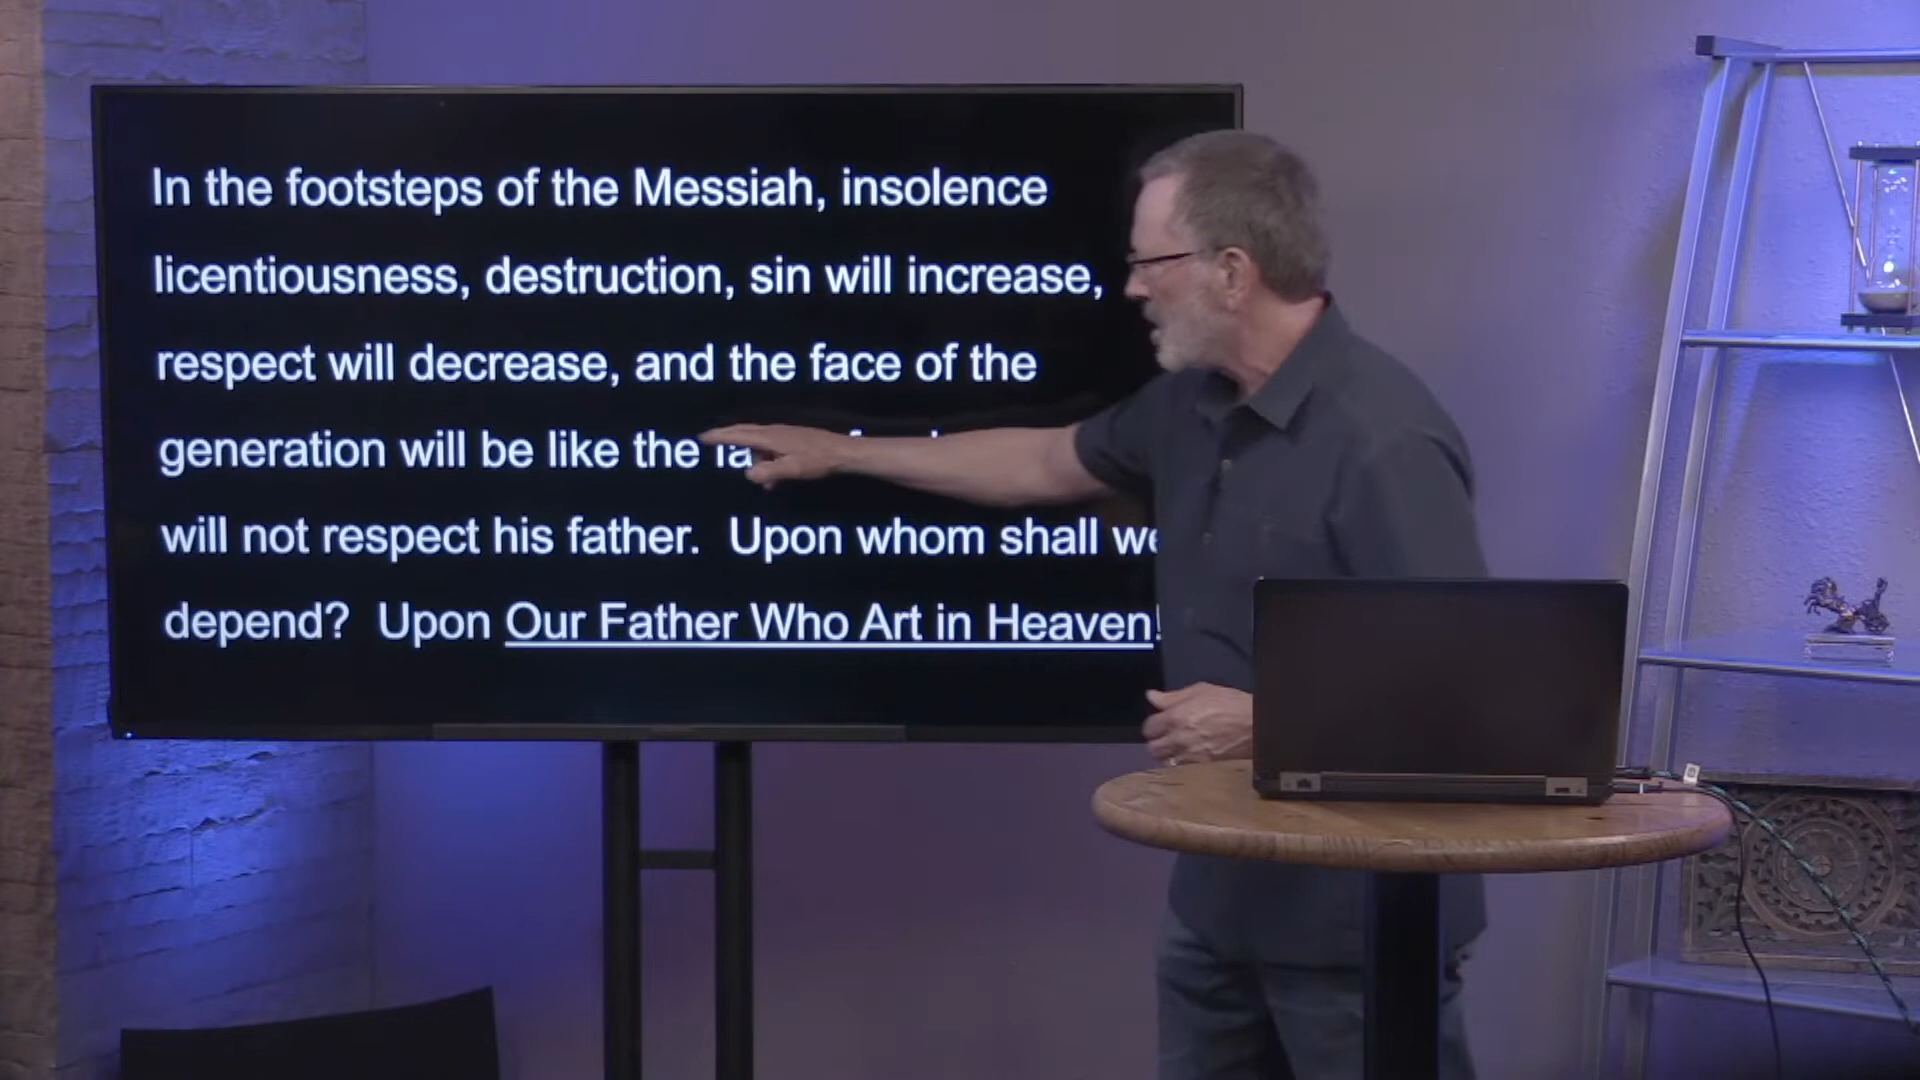 In the footsteps of the Messiah, insolence
licentiousness, destruction, sin will increase,
respect will decrease, and the face of the
generation will be like the
will not respect his father. Upon whom shall we
depend? Upon Our Father Who Art in Heaven!